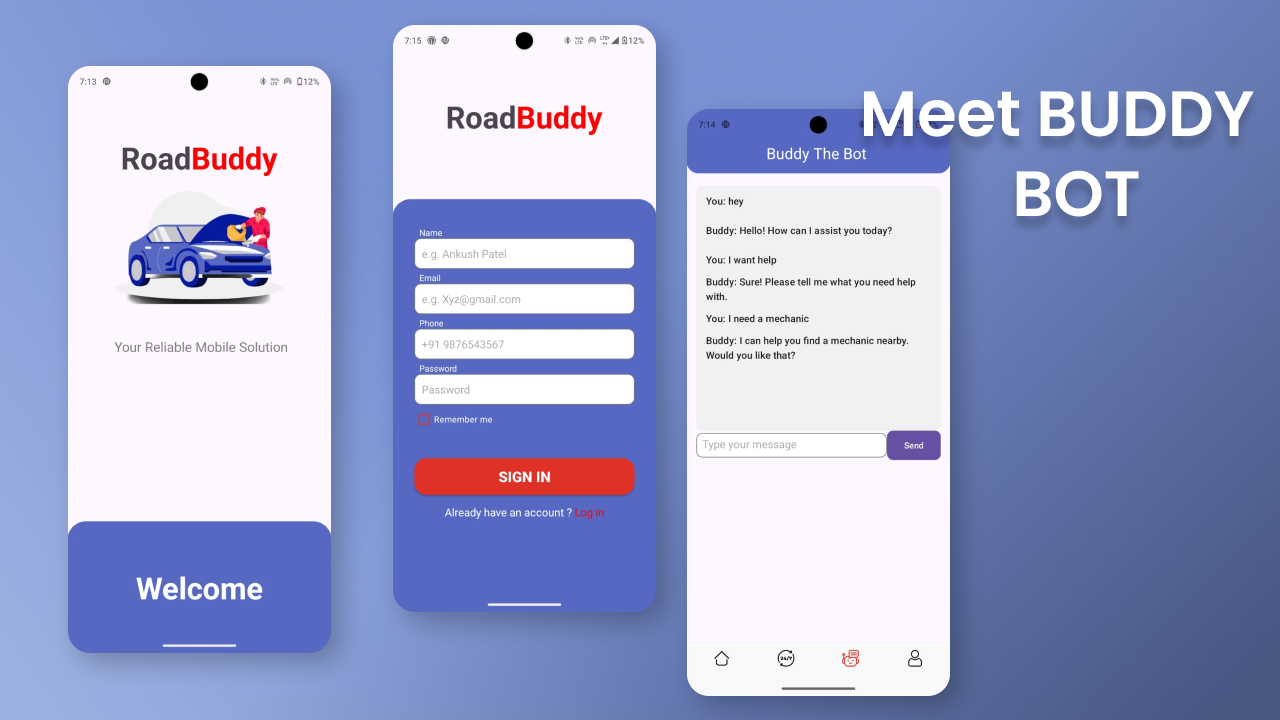 7:13
12%
RoadBuddy
Your Reliable Mobile Solution
Welcome
7:15
12%
RoadBuddy
Name
e.g. Ankush Patel
Email
e.g. Xyz@gmail.com
Phone
+91 9876543567
Password
Password
Remember me
SIGN IN
Already have an account ? Log in
Meet BUDDY
BOT
7:14
Buddy The Bot
You: hey
Buddy: Hello! How can I assist you today?
You: I want help
Buddy: Sure! Please tell me what you need help
with.
You: I need a mechanic
Buddy: I can help you find a mechanic nearby.
Would you like that?
Type your message
Send
24/7